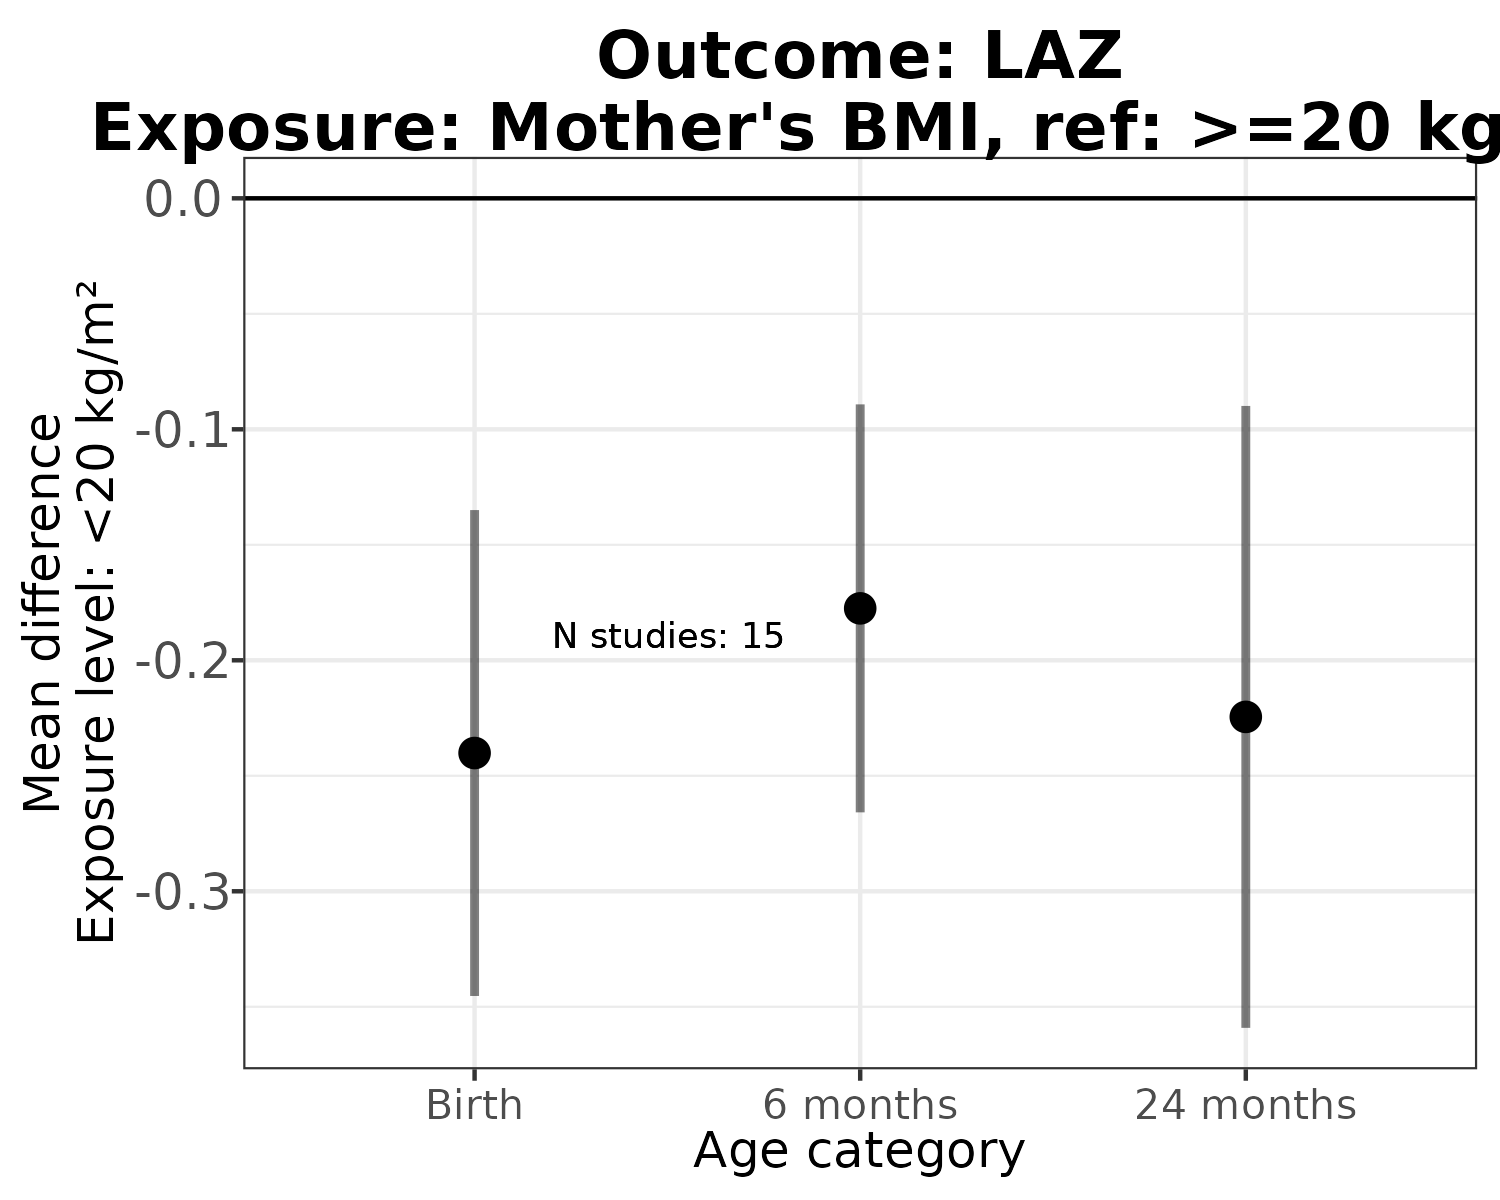 Outcome: LAZ
Exposure: Mother's BMI, ref: >=20 kg
0.0
-0.1
-0.2
-0.3
Mean difference
Exposure level: <20 kg/m²
N studies: 15
Birth
6 months
24 months
Age category